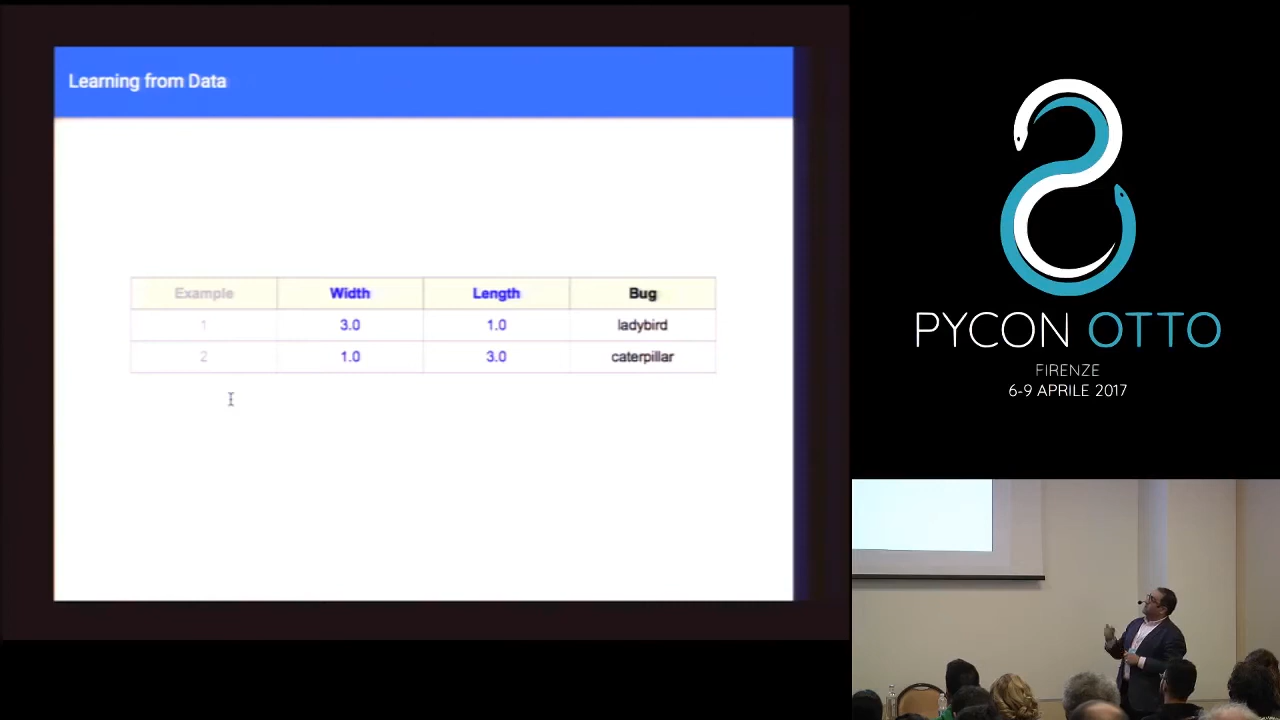 Learning from Data
Example Width Length Bug
1 3.0 1.0 ladybird
2 1.0 3.0 caterpillar
PYCON OTTO
FIRENZE
6-9 APRILE 2017